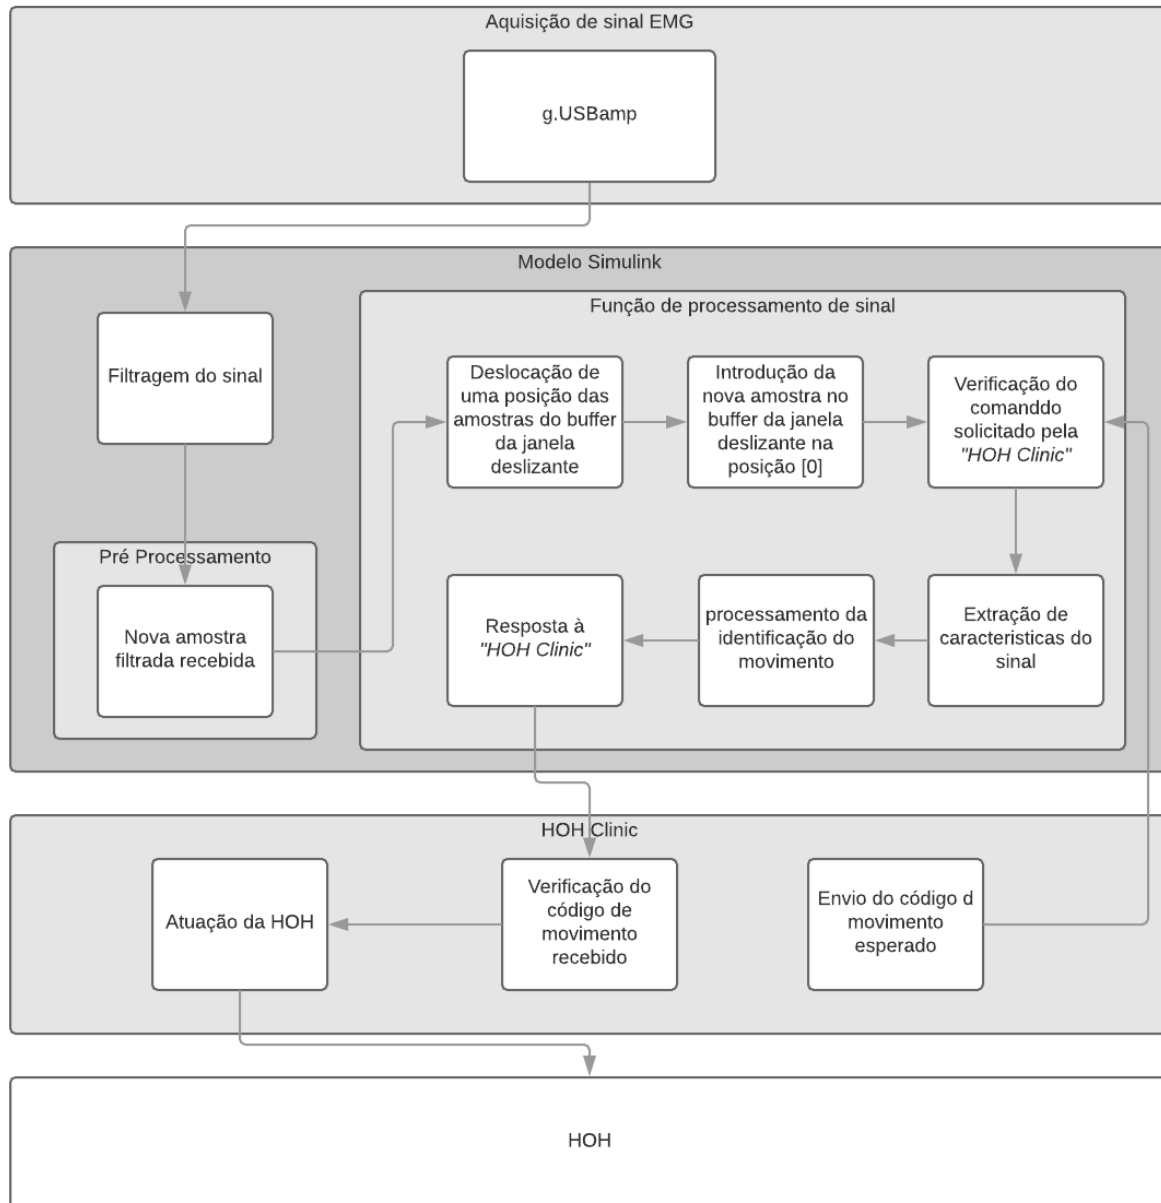 Aquisição de sinal EMG
g.USBamp
Modelo Simulink
Função de processamento de sinal
Filtragem do sinal
Deslocação de
uma posição das
amostras do buffer
da janela
deslizante
Introdução da
nova amostra no
buffer da janela
deslizante na
posição [0]
Verificação do
comanddo
solicitado pela
"HOH Clinic"
Pré Processamento
Nova amostra
filtrada recebida
Resposta à
"HOH Clinic"
processamento da
identificação do
movimento
Extração de
caracteristicas do
sinal
HOH Clinic
Atuação da HOH
Verificação do
código de
movimento
recebido
Envio do código d
movimento
esperado
HOH